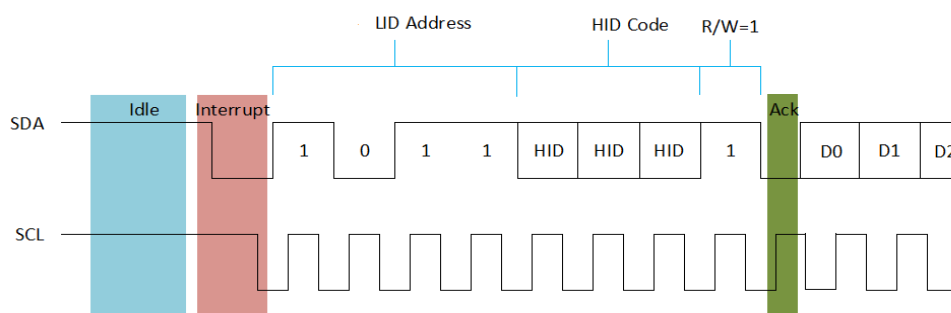 LID Address HID Code R/W=1
Idle Interrupt Ack
SDA
1 0 1 1 HID HID HID 1 D0 D1 D2
SCL